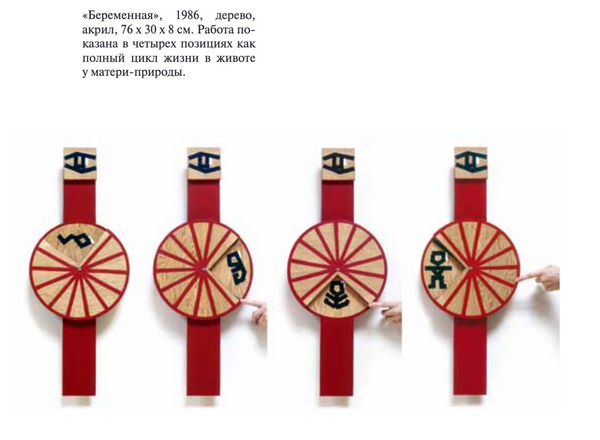 «Беременная», 1986, дерево,
акрил, 76 х 30 х 8 см. Работа по-
казана в четырех позициях как
полный цикл жизни в животе
у матери-природы.